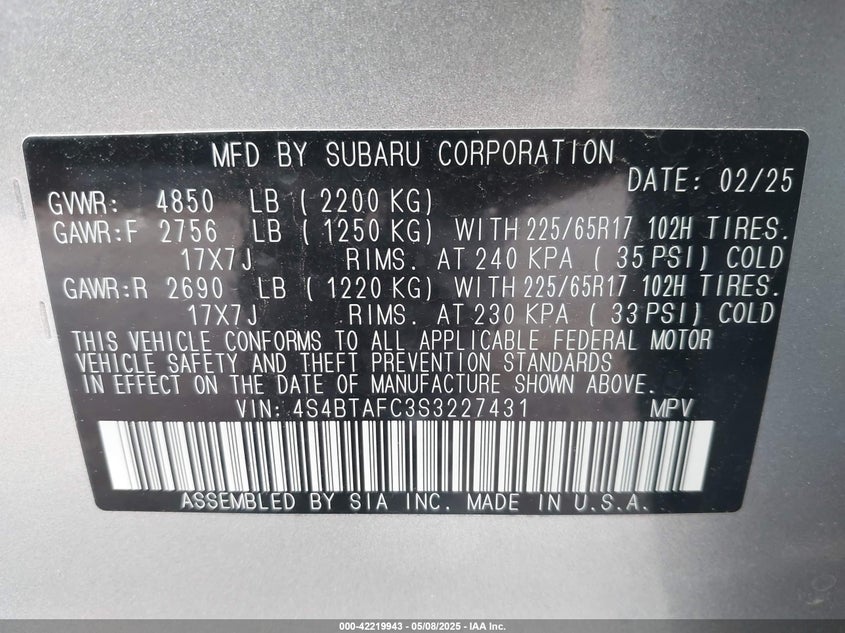 MFD BY SUBARU CORPORATION
DATE: 02/25
GVWR: 4850 LB ( 2200 KG)
GAWR:F 2756 LB ( 1250 KG) WITH 225/65R17 102H TIRES.
17X7J RIMS. AT 240 KPA ( 35 PSI) COLD
GAWR:R 2690 LB ( 1220 KG) WITH 225/65R17 102H TIRES.
17X7J RIMS. AT 230 KPA ( 33 PSI) COLD
THIS VEHICLE CONFORMS TO ALL APPLICABLE FEDERAL MOTOR
VEHICLE SAFETY AND THEFT PREVENTION STANDARDS
IN EFFECT ON THE DATE OF MANUFACTURE SHOWN ABOVE.
VIN: 4S4BTAFC3S3227431 MPV
ASSEMBLED BY SIA INC. MADE IN U.S.A.
000-42219943 - 05/08/2025 - IAA Inc.